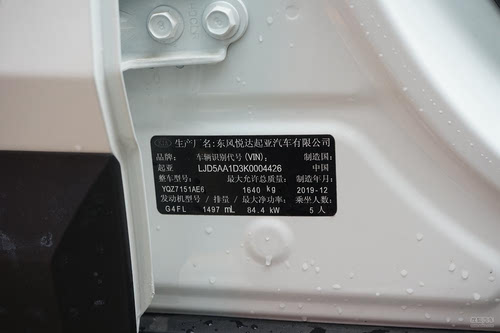 生产厂名:东风悦达起亚汽车有限公司
品牌: 车辆识别代号(VIN): 制造国:
起亚 LJD5AA1D3K0004426 中国
整车型号: 最大允许总质量: 制造年月:
YQZ7151AE6 1640 kg 2019-12
发动机型号/排量/最大净功率: 乘坐人数:
G4FL 1497 mL 84.4 kW 5 人